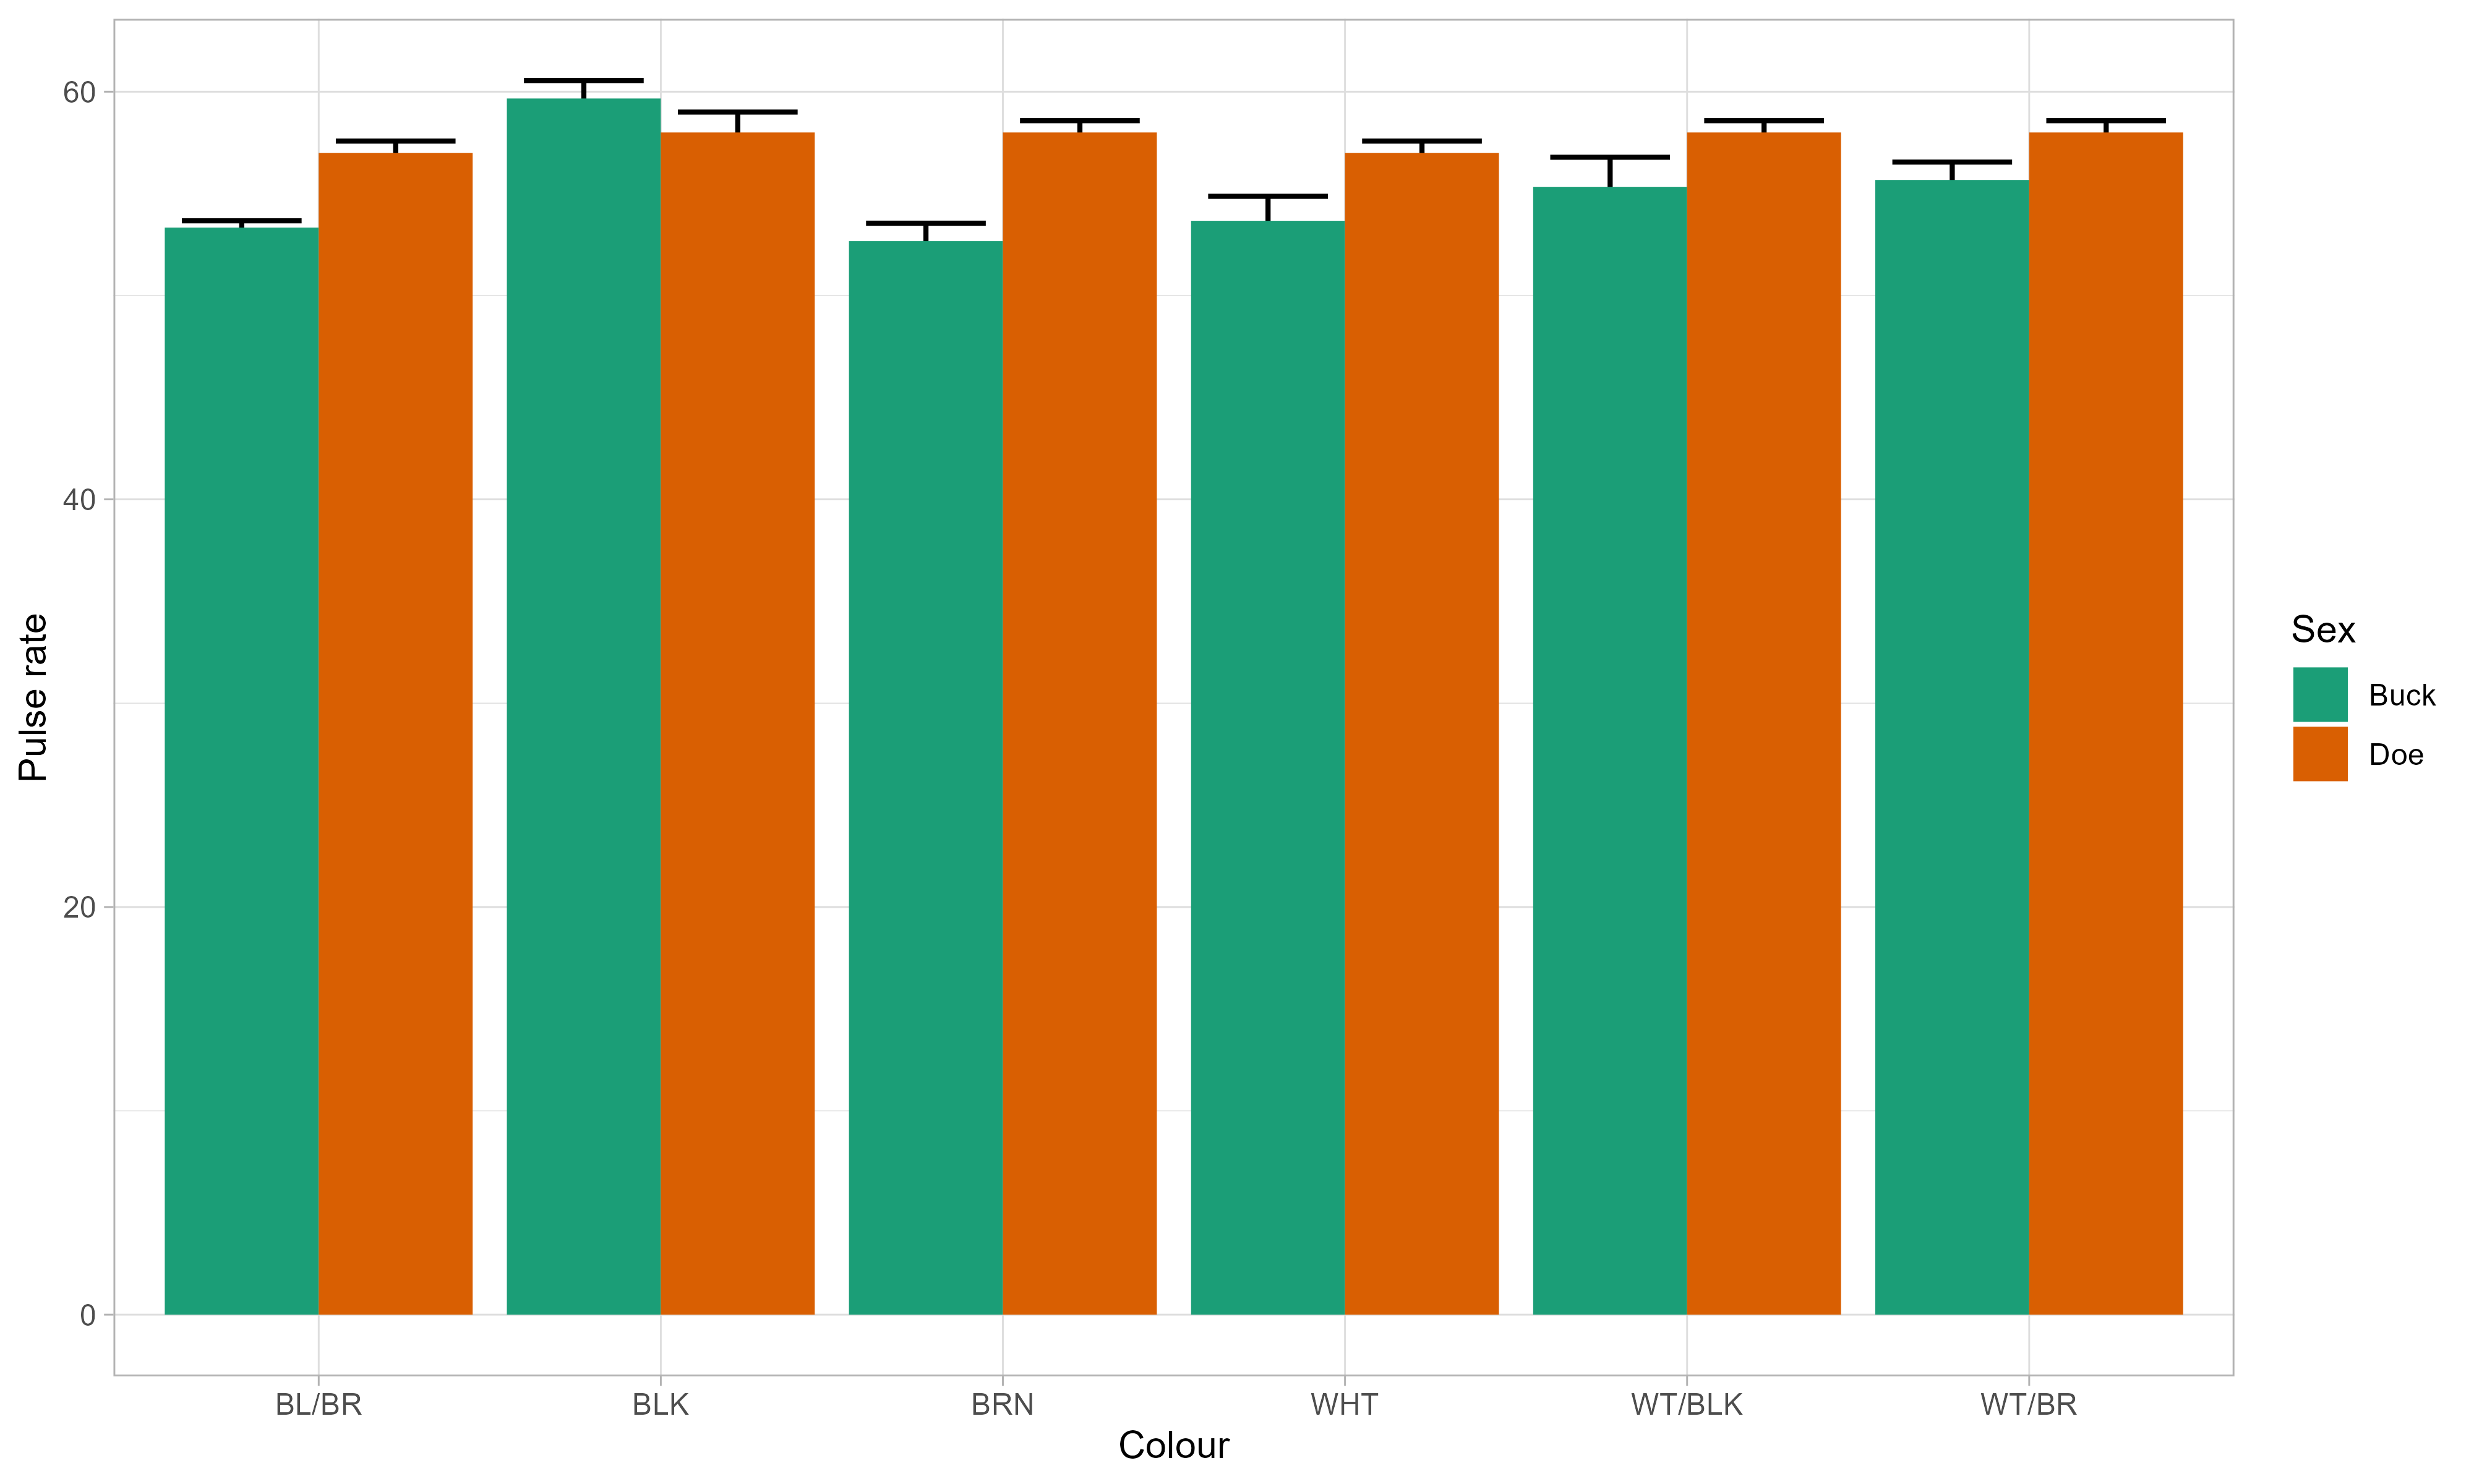 60
40
20
0
Pulse rate
BL/BR BLK BRN WHT WT/BLK WT/BR
Colour
Sex
Buck
Doe